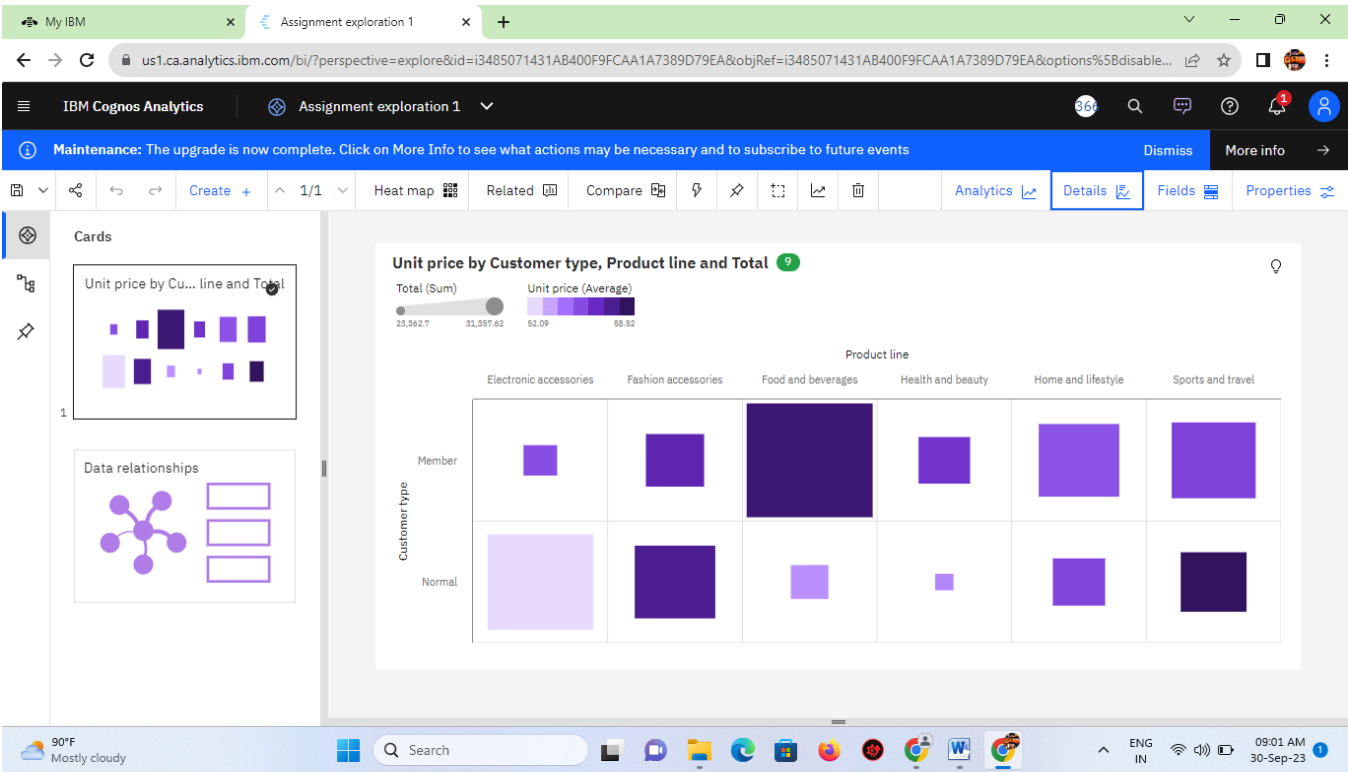 My IBM
Assignment exploration 1
us1.ca.analytics.ibm.com/bi/?perspective=explore&id=i3485071431AB400F9FCAA1A7389D79EA&objRef=i3485071431AB400F9FCAA1A7389D79EA&options%5Bdisable...
IBM Cognos Analytics
Assignment exploration 1
366
1
Maintenance: The upgrade is now complete. Click on More Info to see what actions may be necessary and to subscribe to future events
Dismiss
More info
Create +
1/1
Heat map
Related
Compare
Analytics
Details
Fields
Properties
Cards
Unit price by Cu... line and Total
1
Data relationships
Unit price by Customer type, Product line and Total 9
Total (Sum)
Unit price (Average)
23,362.7 31,357.62
52.09 58.52
Product line
Electronic accessories Fashion accessories Food and beverages Health and beauty Home and lifestyle Sports and travel
Customer type
Member
Normal
90°F
Mostly cloudy
Search
ENG
IN
09:01 AM
30-Sep-23
1